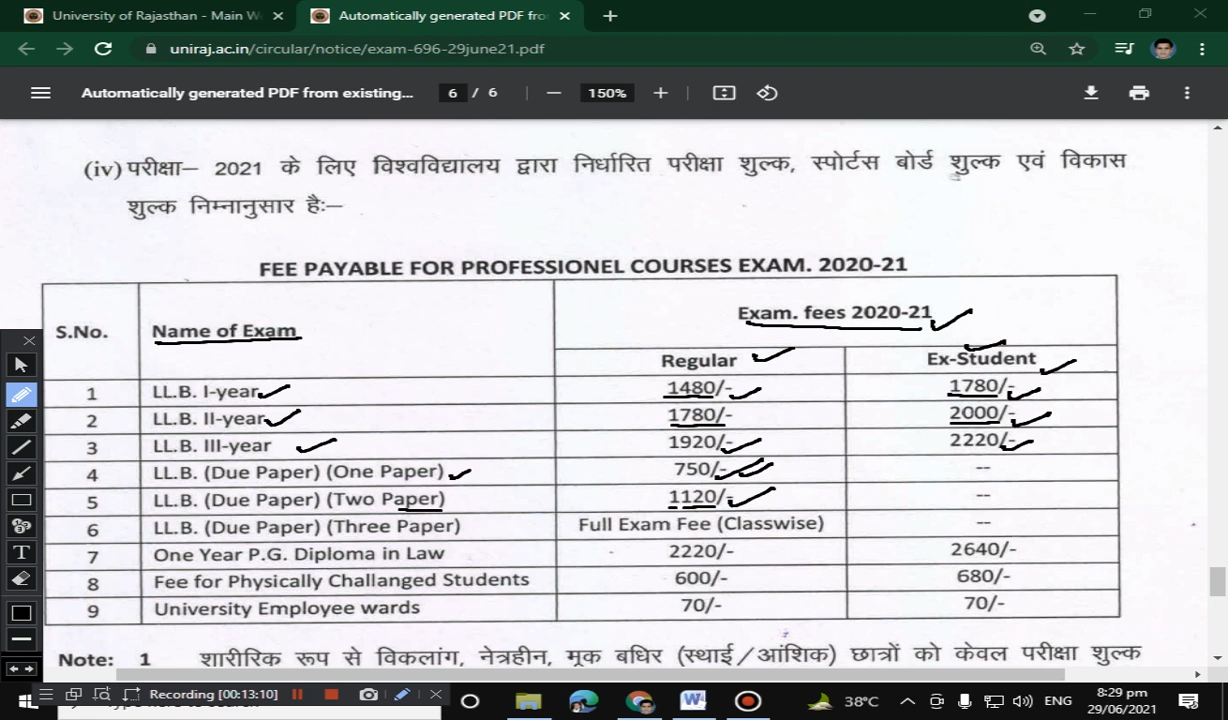 University of Rajasthan - Main W
Automatically generated PDF fro
uniraj.ac.in/circular/notice/exam-696-29june21.pdf
Automatically generated PDF from existing... 6 / 6 150%
(iv) परीक्षा– 2021 के लिए विश्वविद्यालय द्वारा निर्धारित परीक्षा शुल्क, स्पोर्टस बोर्ड शुल्क एवं विकास
शुल्क निम्नानुसार है:–
FEE PAYABLE FOR PROFESSIONEL COURSES EXAM. 2020-21
S.No. Name of Exam Exam. fees 2020-21
Regular Ex-Student
1 LL.B. I-year 1480/- 1780/-
2 LL.B. II-year 1780/- 2000/-
3 LL.B. III-year 1920/- 2220/-
4 LL.B. (Due Paper) (One Paper) 750/- --
5 LL.B. (Due Paper) (Two Paper) 1120/- --
6 LL.B. (Due Paper) (Three Paper) Full Exam Fee (Classwise) --
7 One Year P.G. Diploma in Law 2220/- 2640/-
8 Fee for Physically Challanged Students 600/- 680/-
9 University Employee wards 70/- 70/-
Note: 1 शारीरिक रूप से विकलांग, नेत्रहीन, मूक बधिर (स्थाई/आंशिक) छात्रों को केवल परीक्षा शुल्क
Recording [00:13:10]
38°C ENG 8:29 pm
29/06/2021